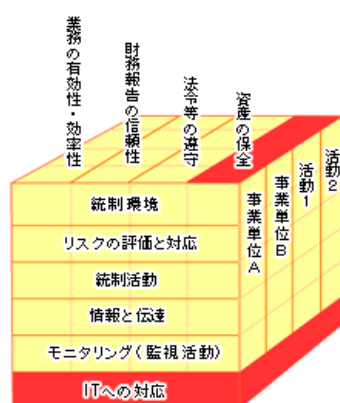 業務の有効性・効率性
財務報告の信頼性
法令等の遵守
資産の保全
統制環境
リスクの評価と対応
統制活動
情報と伝達
モニタリング(監視活動)
ITへの対応
事業単位A
事業単位B
活動1
活動2